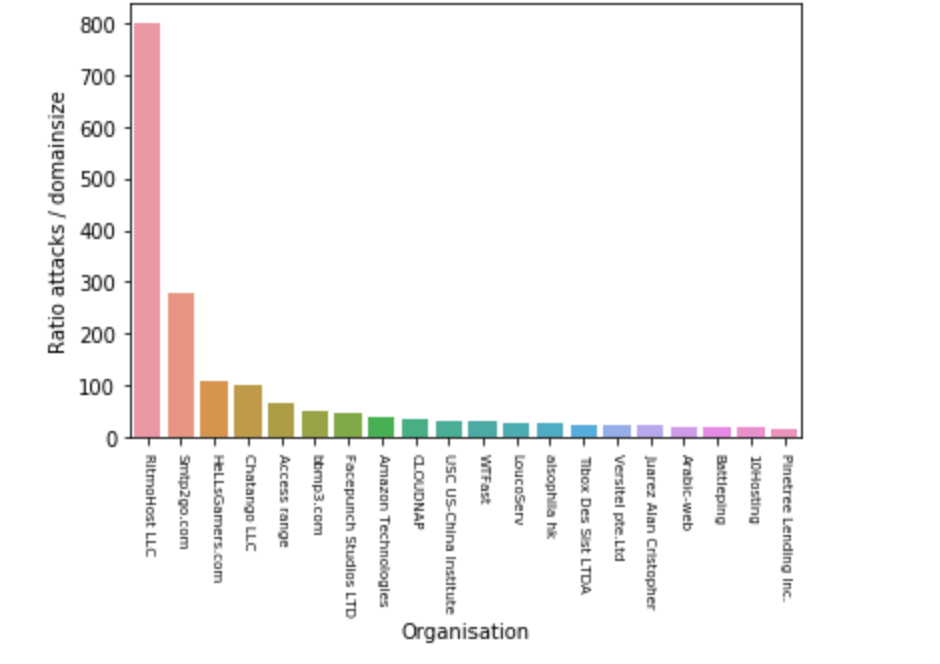 800
700
600
500
400
300
200
100
0
Ratio attacks / domainsize
RitmoHost LLC
Smtp2go.com
HeLLsGamers.com
Chatango LLC
Access range
bbmp3.com
Facepunch Studios LTD
Amazon Technologies
CLOUDNAP
USC US-China Institute
WTFast
LoucoServ
alsophila hk
Tibox Des Sist LTDA
Versitel pte.Ltd
Juarez Alan Cristopher
Arabic-web
Battleping
10Hosting
Pinetree Lending Inc.
Organisation